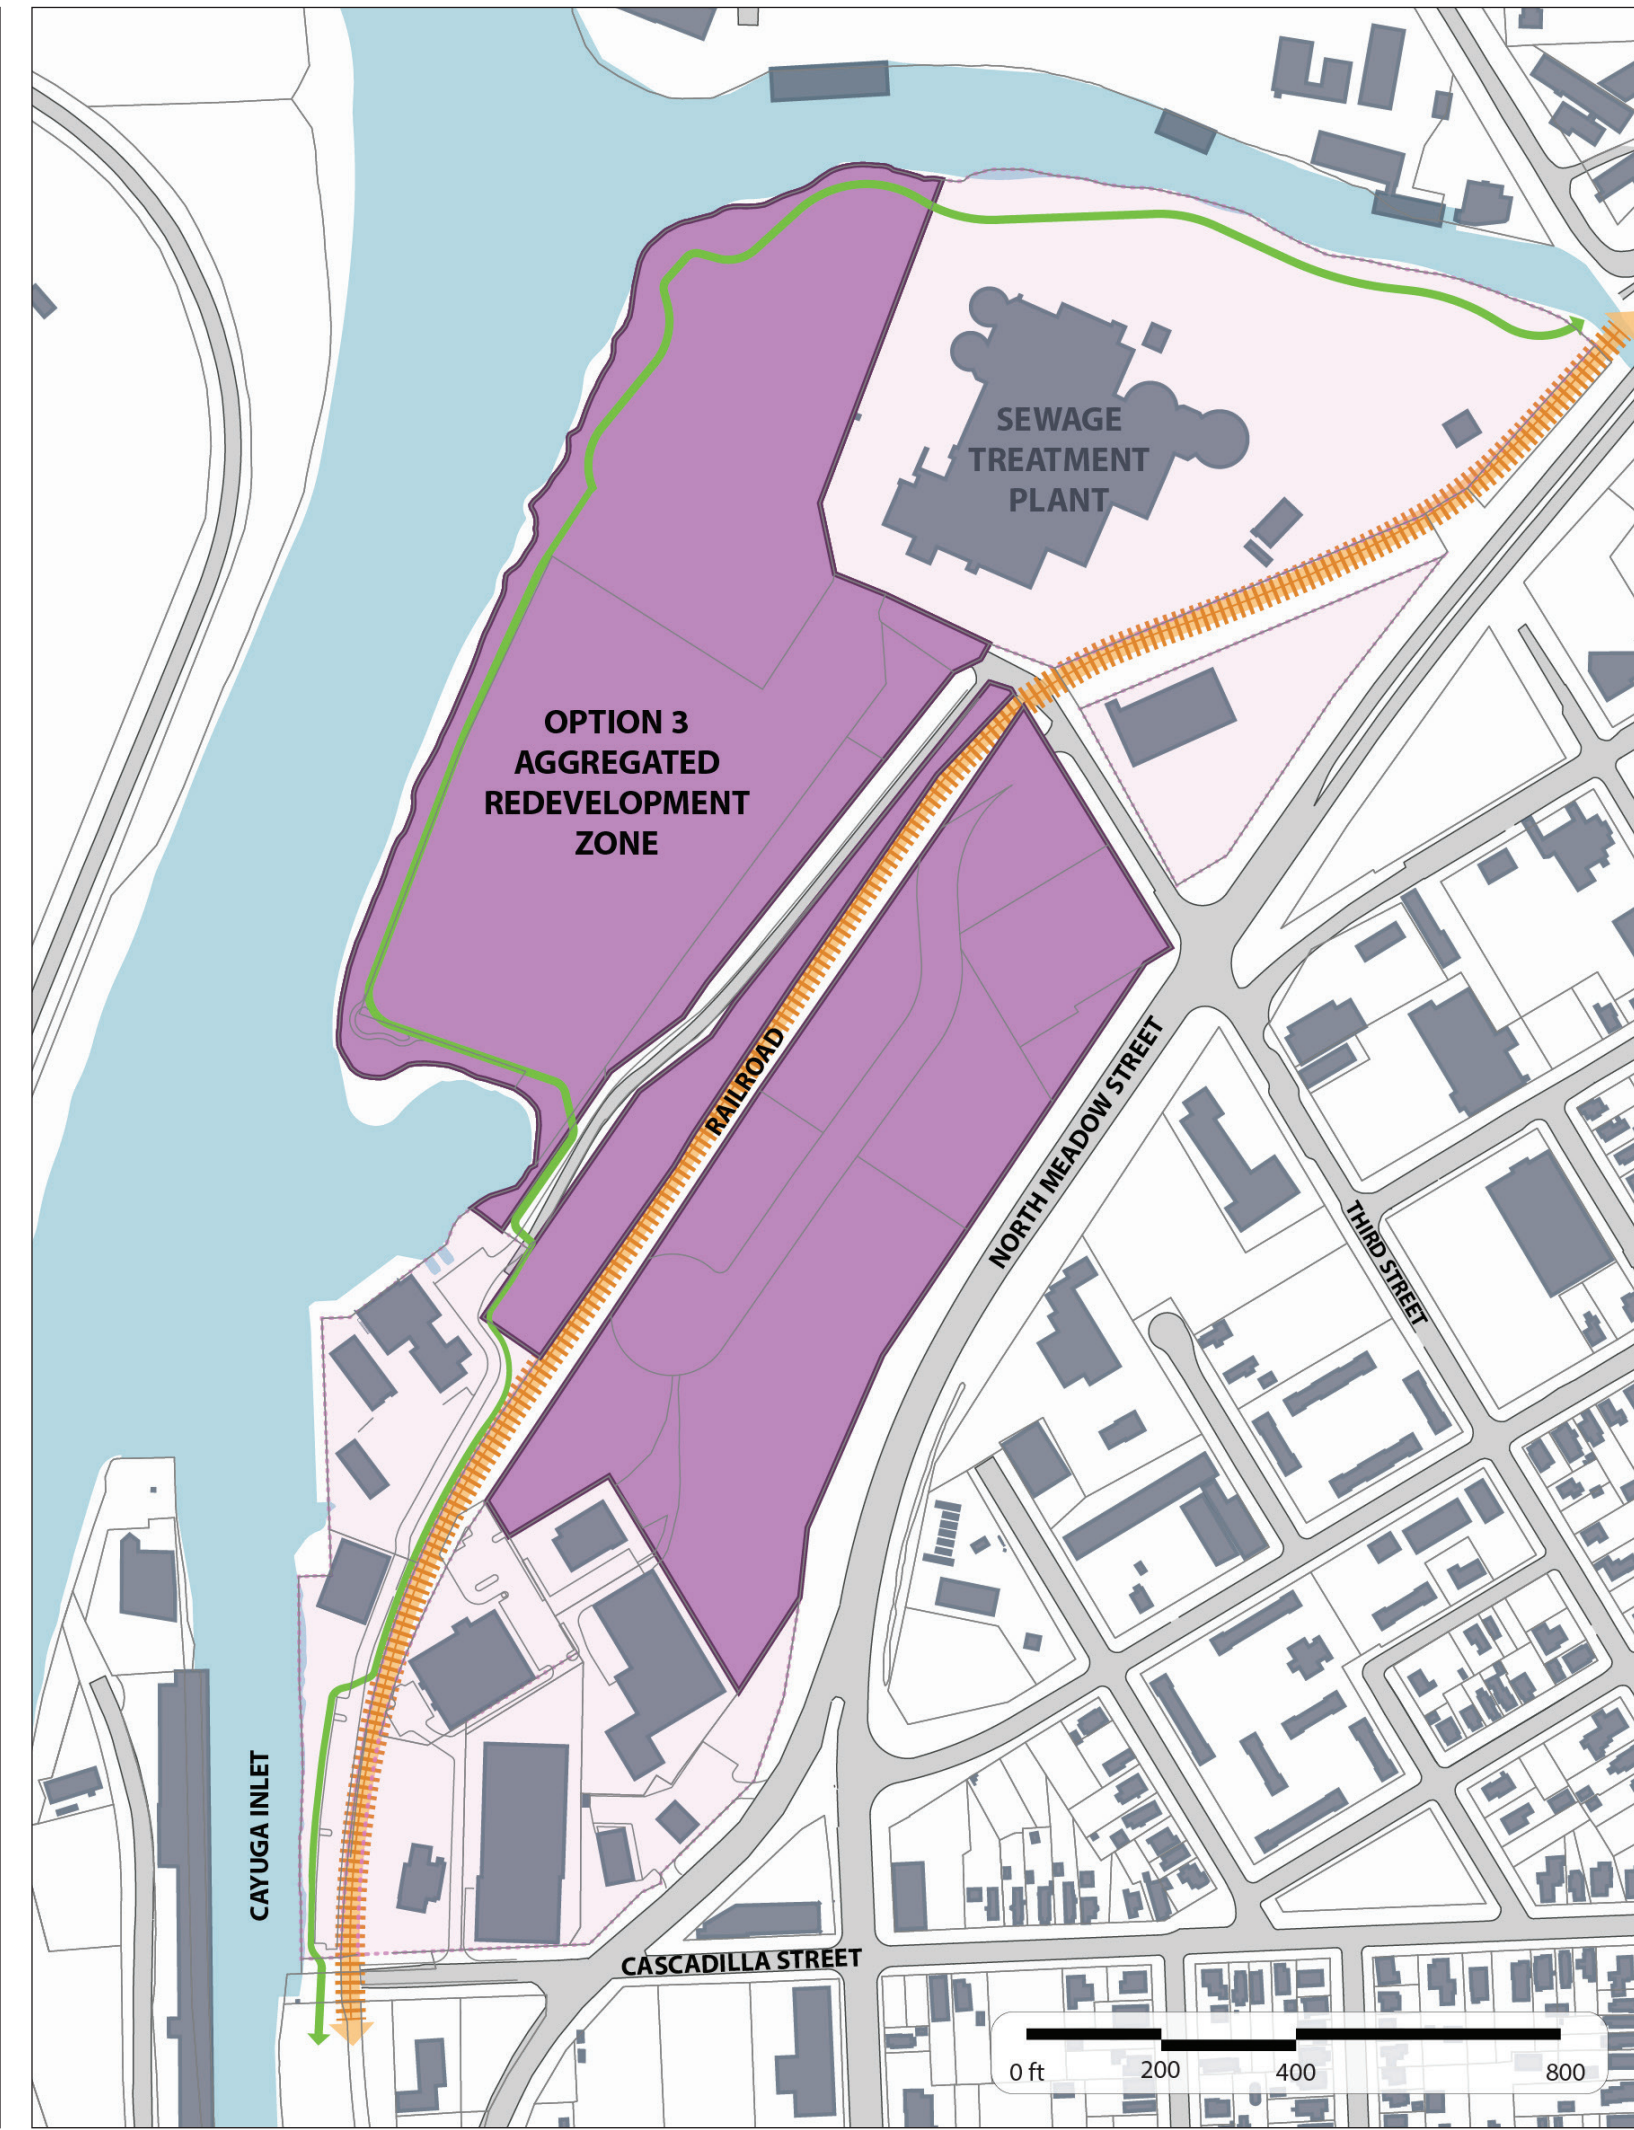 SEWAGE
TREATMENT
PLANT
OPTION 3
AGGREGATED
REDEVELOPMENT
ZONE
RAILROAD
NORTH MEADOW STREET
THIRD STREET
CAYUGA INLET
CASCADILLA STREET
0 ft 200 400 800